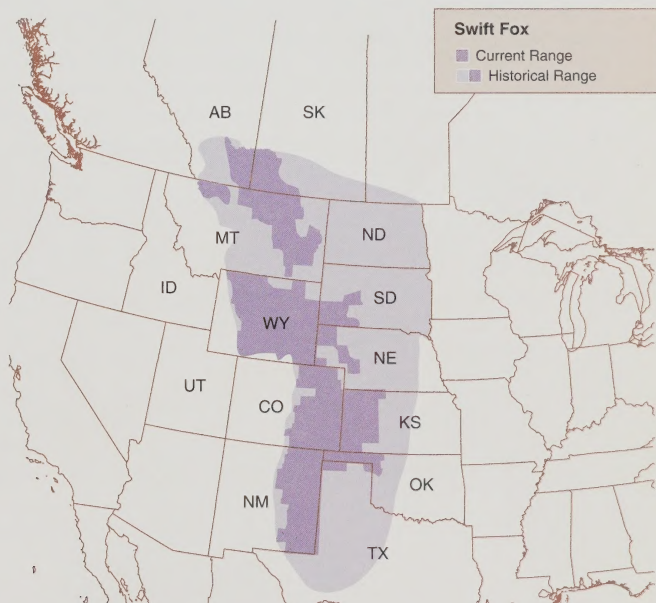 Swift Fox
Current Range
Historical Range
AB
SK
MT
ND
ID
SD
WY
NE
UT
CO
KS
NM
OK
TX